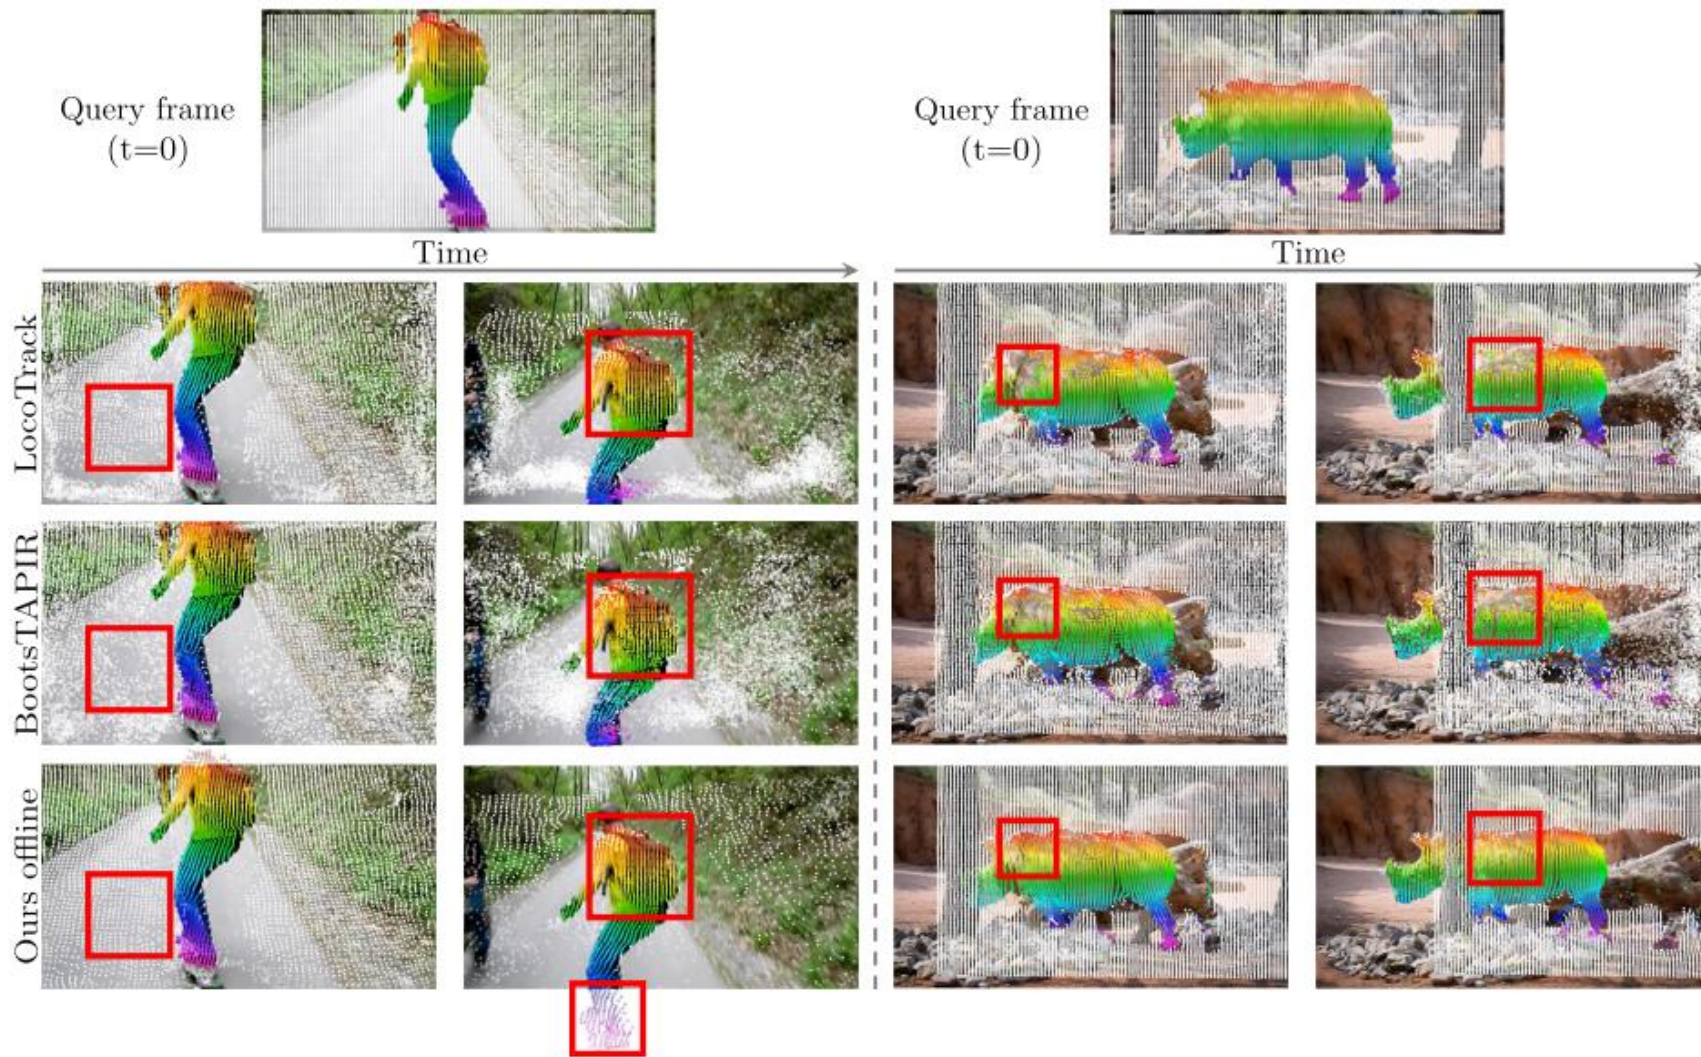 Query frame
(t=0)
Query frame
(t=0)
Time
Time
LocoTrack
BootsTAPIR
Ours offline